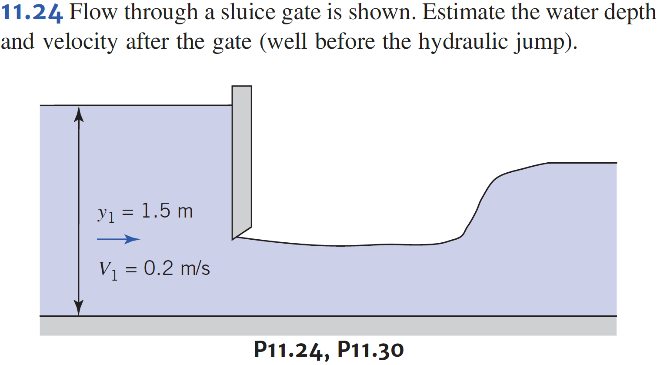 11.24 Flow through a sluice gate is shown. Estimate the water depth
and velocity after the gate (well before the hydraulic jump).
y₁ = 1.5 m
V₁ = 0.2 m/s
P11.24, P11.30